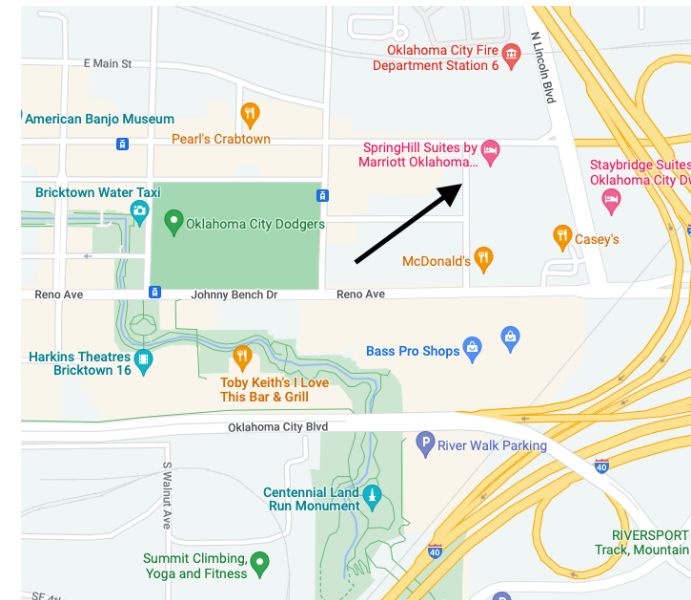 Oklahoma City Fire
Department Station 6
N Lincoln Blvd
E Main St
American Banjo Museum
Pearl's Crabtown
SpringHill Suites by
Marriott Oklahoma...
Staybridge Suites
Oklahoma City D
Bricktown Water Taxi
Oklahoma City Dodgers
Casey's
McDonald's
Reno Ave
Johnny Bench Dr
Reno Ave
Bass Pro Shops
Harkins Theatres
Bricktown 16
Toby Keith's I Love
This Bar & Grill
Oklahoma City Blvd
P
River Walk Parking
40
S Walnut Ave
Centennial Land
Run Monument
RIVERSPORT
Track, Mountain
40
Summit Climbing,
Yoga and Fitness